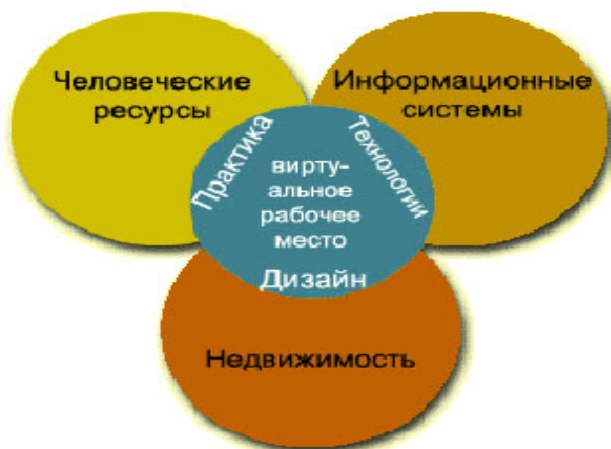 Человеческие
ресурсы
Информационные
системы
Практика
Технологии
вирту-
альное
рабочее
место
Дизайн
Недвижимость